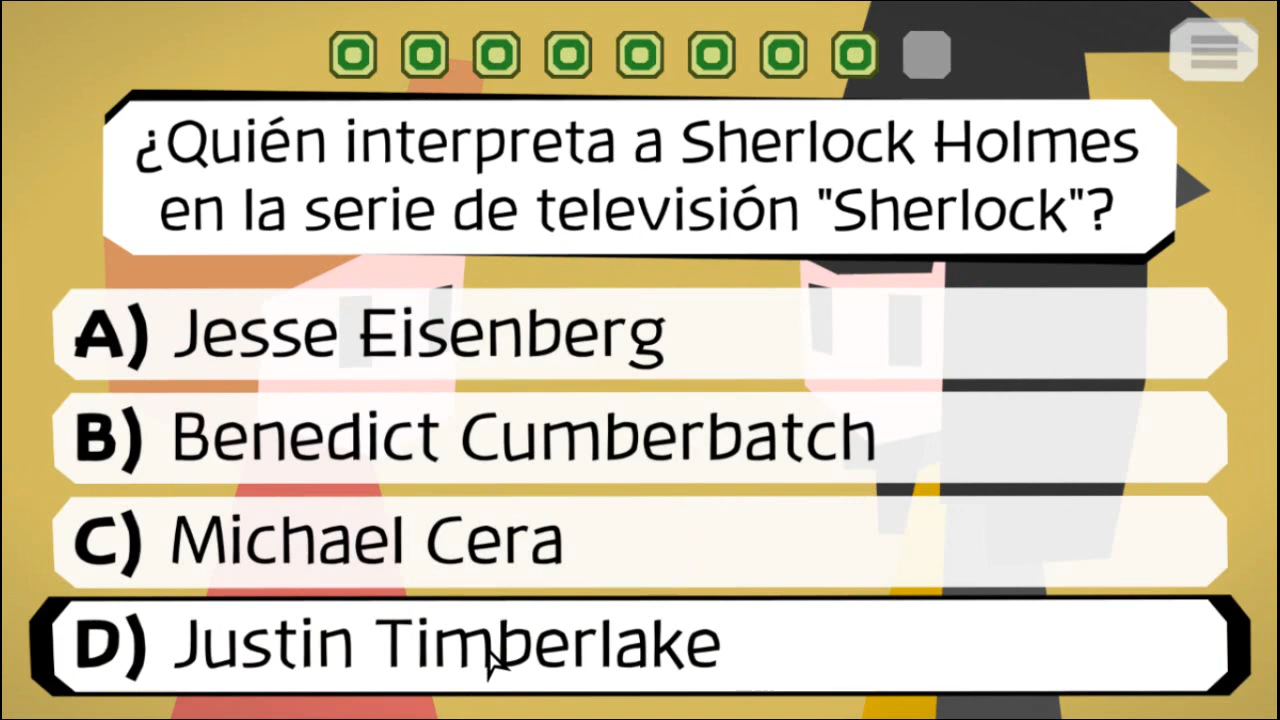 ¿Quién interpreta a Sherlock Holmes
en la serie de televisión "Sherlock"?
A) Jesse Eisenberg
B) Benedict Cumberbatch
C) Michael Cera
D) Justin Timberlake